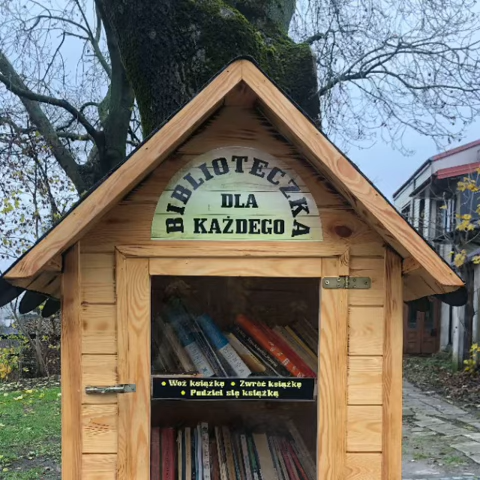 BIBLIOTECZKA
DLA
KAŻDEGO
• Weź książkę • Zwróć książkę
• Podziel się książką